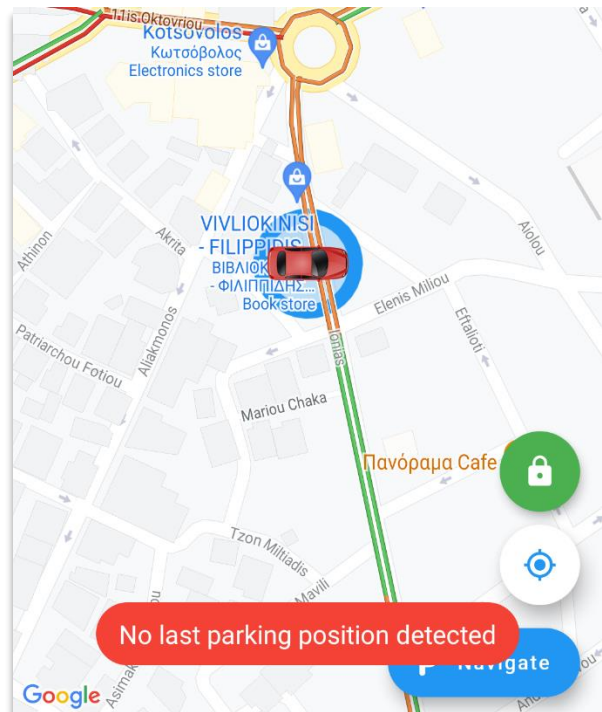 11is Oktovriou
Kotsovolos
Κωτσόβολος
Electronics store
VIVLIOKINISI
- FILIPPIDIS
- ΦΙΛΙΠΠΙΔΗΣ...
Book store
Athinon
Akrita
Aiolou
Elenis Miliou
Aliakmonos
Eftalioti
Ionias
Patriarchou Fotiou
Mariou Chaka
Πανόραμα Cafe
Tzon Miltiadis
Mavili
No last parking position detected
Navigate
Google